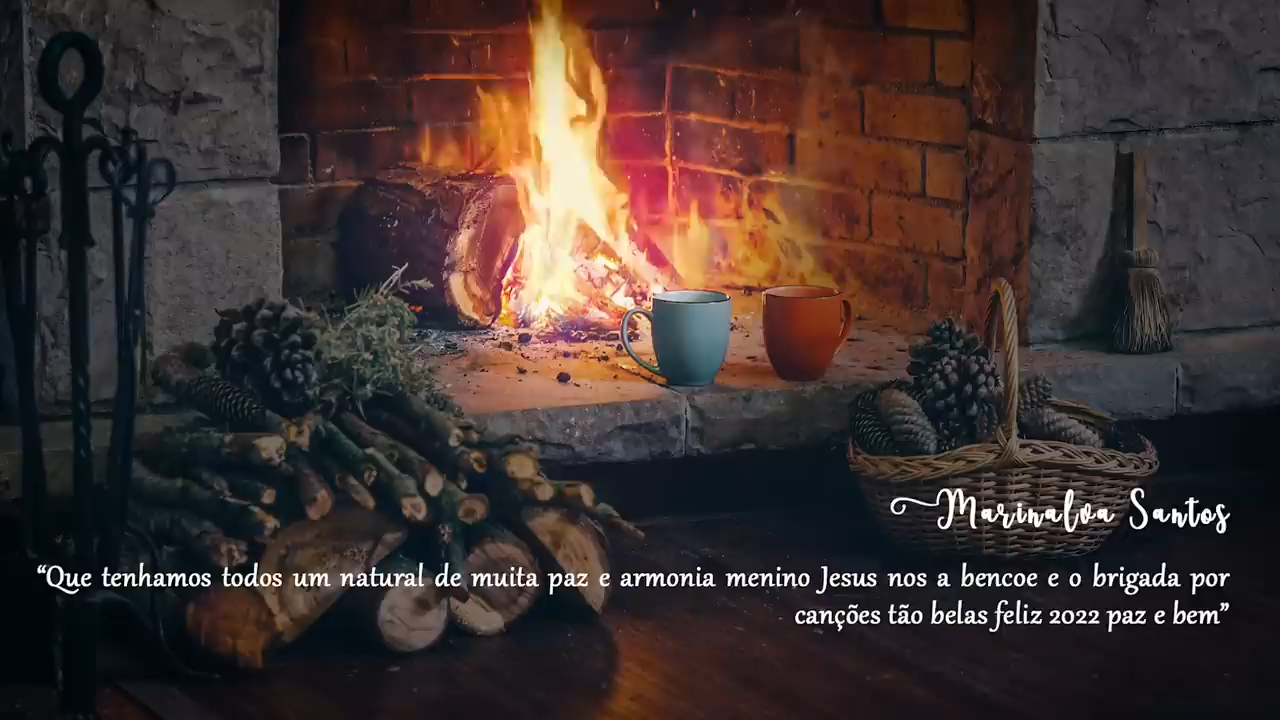 Marinalva Santos
“Que tenhamos todos um natural de muita paz e armonia menino Jesus nos a bencoe e o brigada por
canções tão belas feliz 2022 paz e bem”